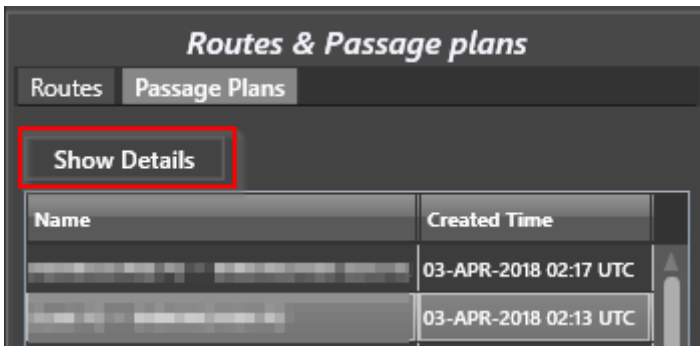 Routes & Passage plans
Routes Passage Plans
Show Details
Name Created Time
03-APR-2018 02:17 UTC
03-APR-2018 02:13 UTC